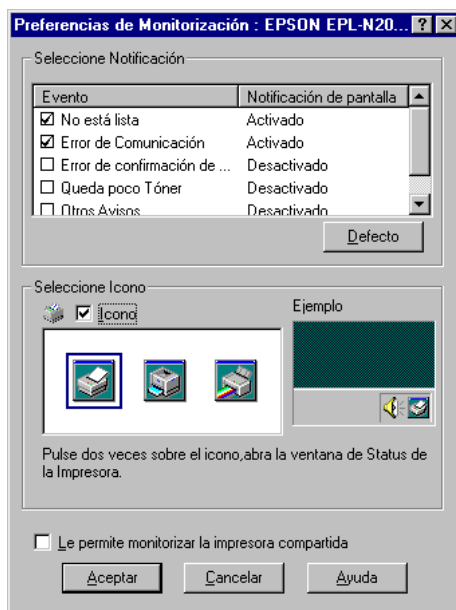 Preferencias de Monitorización : EPSON EPL-N20...
Seleccione Notificación
Evento Notificación de pantalla
No está lista Activado
Error de Comunicación Activado
Error de confirmación de ... Desactivado
Queda poco Tóner Desactivado
Otros Avisos Desactivado
Defecto
Seleccione Icono
Icono
Ejemplo
Pulse dos veces sobre el icono,abra la ventana de Status de
la Impresora.
Le permite monitorizar la impresora compartida
Aceptar Cancelar Ayuda